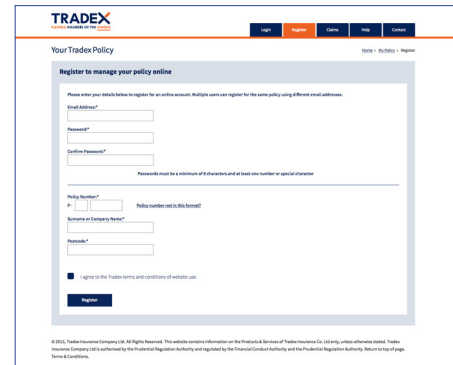 TRADEX
FLEXIBLE INSURERS OF THE UNUSUAL
Login Register Claims Help Contact
Your Tradex Policy
Home > My Policy > Register
Register to manage your policy online
Please enter your details below to register for an online account. Multiple users can register for the same policy using different email addresses.
Email Address:*
Password:*
Confirm Password:*
Passwords must be a minimum of 8 characters and at least one number or special character
Policy Number:*
P - Policy number not in this format?
Surname or Company Name:*
Postcode:*
I agree to the Tradex terms and conditions of website use:
Register
© 2015, Tradex Insurance Company Ltd. All Rights Reserved. This website contains information on the Products & Services of Tradex Insurance Co. Ltd only, unless otherwise stated. Tradex
Insurance Company Ltd is authorised by the Prudential Regulation Authority and regulated by the Financial Conduct Authority and the Prudential Regulation Authority. Return to top of page.
Terms & Conditions.